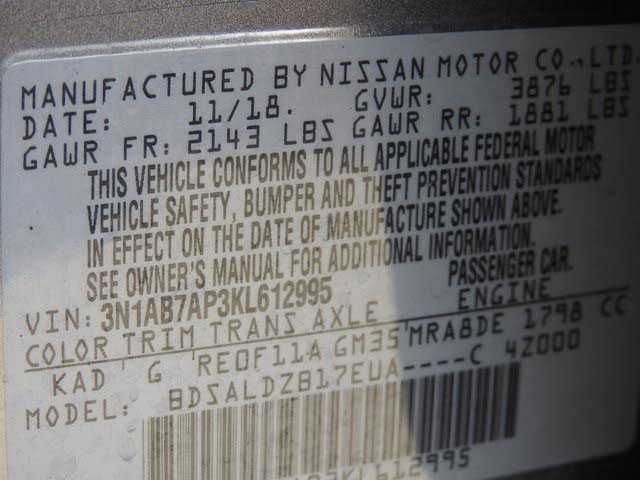 MANUFACTURED BY NISSAN MOTOR CO., LTD.
DATE: 11/18. GVWR: 3876 LBS
GAWR FR: 2143 LBS GAWR RR: 1881 LBS
THIS VEHICLE CONFORMS TO ALL APPLICABLE FEDERAL MOTOR
VEHICLE SAFETY, BUMPER AND THEFT PREVENTION STANDARDS
IN EFFECT ON THE DATE OF MANUFACTURE SHOWN ABOVE.
SEE OWNER'S MANUAL FOR ADDITIONAL INFORMATION.
VIN: 3N1AB7AP3KL612995 PASSENGER CAR.
COLOR TRIM TRANS AXLE ENGINE
KAD G RE0F11A GM35 MRA8DE 1798 CC
MODEL: BDSALDZB17EUA----C 4Z000
P3KL612995